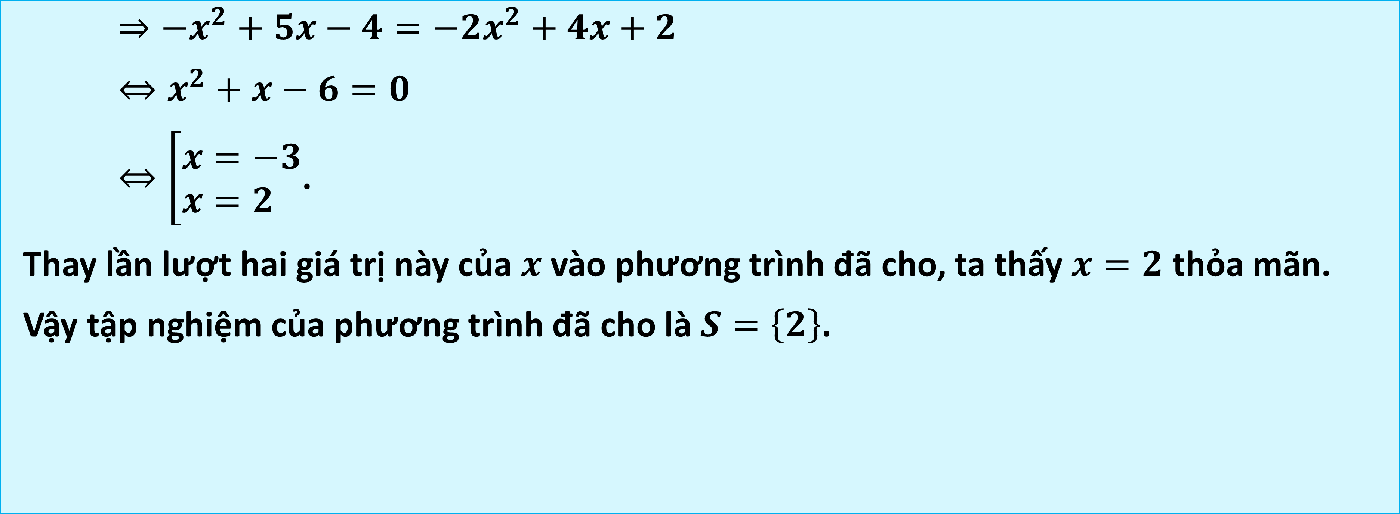 ⇒ −x² + 5x − 4 = −2x² + 4x + 2
⇔ x² + x − 6 = 0
⇔ [x = −3
x = 2.
Thay lần lượt hai giá trị này của x vào phương trình đã cho, ta thấy x = 2 thỏa mãn.
Vậy tập nghiệm của phương trình đã cho là S = {2}.